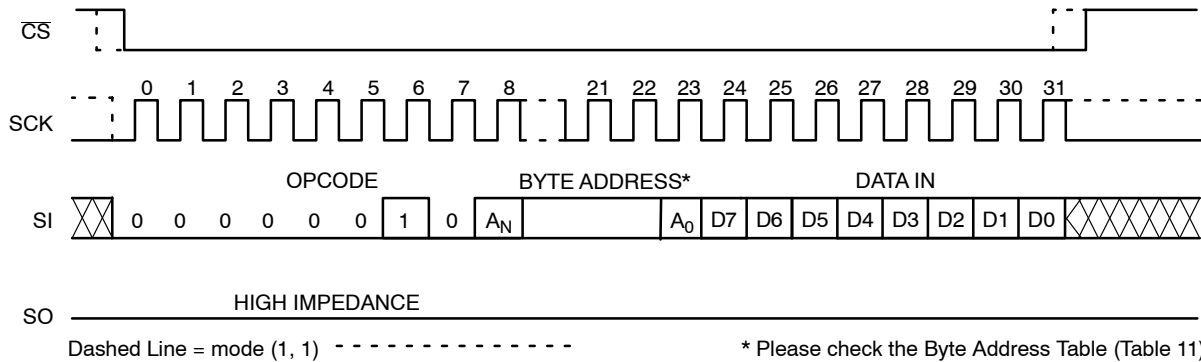 CS
0 1 2 3 4 5 6 7 8 21 22 23 24 25 26 27 28 29 30 31
SCK
OPCODE BYTE ADDRESS* DATA IN
SI 0 0 0 0 0 0 1 0 AN A0 D7 D6 D5 D4 D3 D2 D1 D0
HIGH IMPEDANCE
SO
Dashed Line = mode (1, 1) * Please check the Byte Address Table (Table 11)